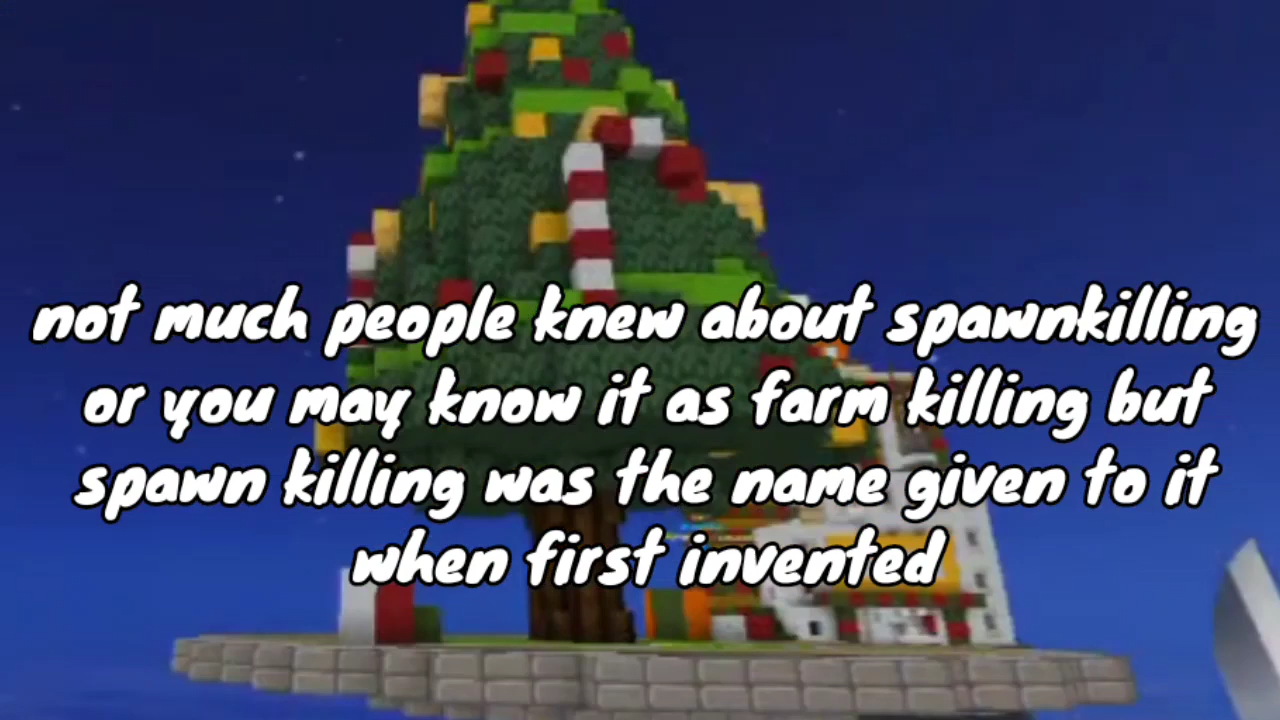 not much people knew about spawnkilling
or you may know it as farm killing but
spawn killing was the name given to it
when first invented